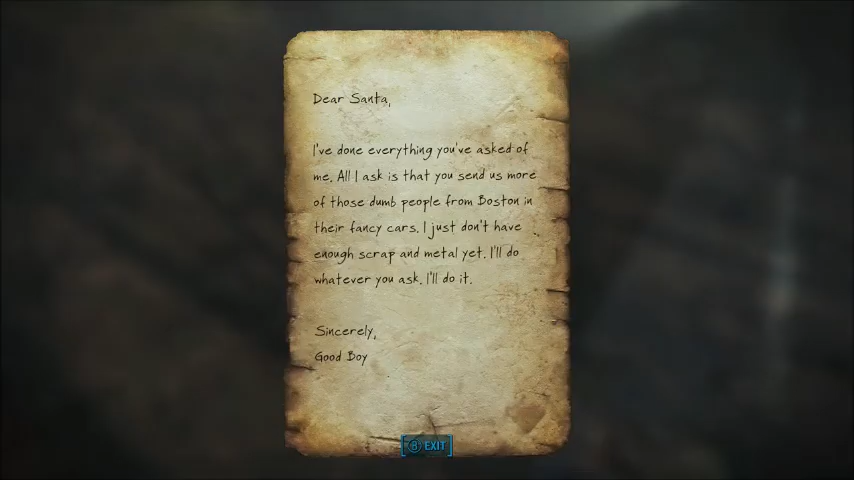 Dear Santa,
I've done everything you've asked of
me. All I ask is that you send us more
of those dumb people from Boston in
their fancy cars. I just don't have
enough scrap and metal yet. I'll do
whatever you ask. I'll do it.
Sincerely,
Good Boy
B EXIT